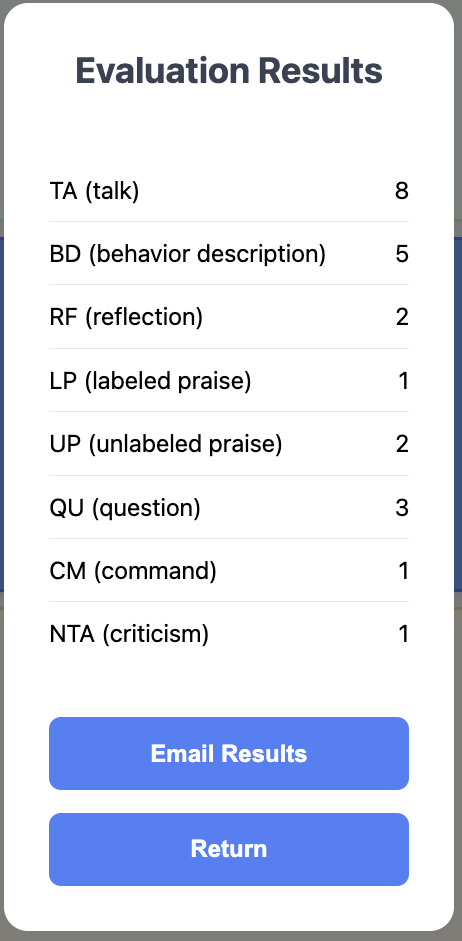 Evaluation Results
TA (talk) 8
BD (behavior description) 5
RF (reflection) 2
LP (labeled praise) 1
UP (unlabeled praise) 2
QU (question) 3
CM (command) 1
NTA (criticism) 1
Email Results
Return